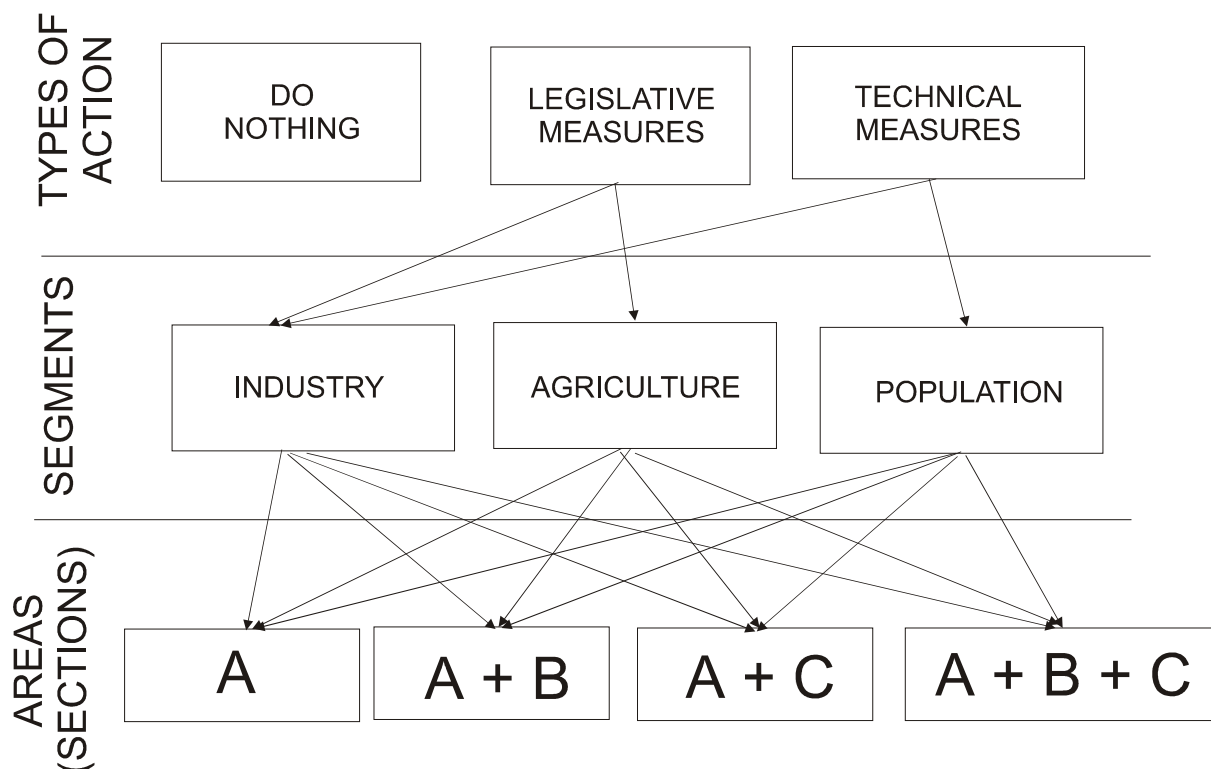 TYPES OF
ACTION
DO
NOTHING
LEGISLATIVE
MEASURES
TECHNICAL
MEASURES
SEGMENTS
INDUSTRY
AGRICULTURE
POPULATION
AREAS
(SECTIONS)
A
A + B
A + C
A + B + C